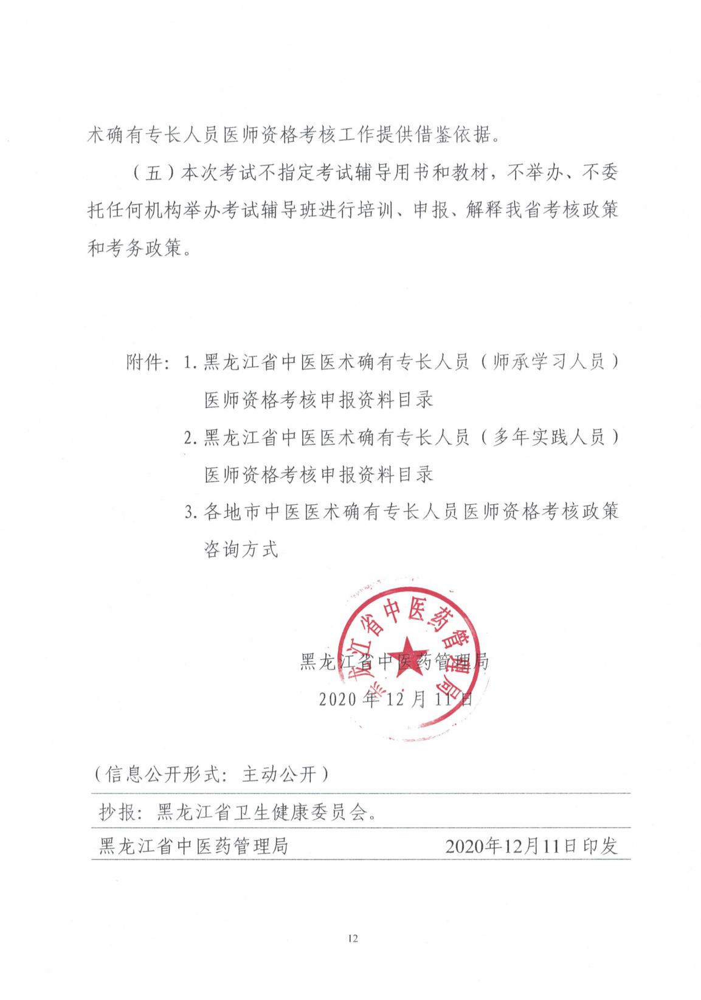 术确有专长人员医师资格考核工作提供借鉴依据。
（五）本次考试不指定考试辅导用书和教材，不举办、不委
托任何机构举办考试辅导班进行培训、申报、解释我省考核政策
和考务政策。
附件：1.黑龙江省中医医术确有专长人员（师承学习人员）
医师资格考核申报资料目录
2.黑龙江省中医医术确有专长人员（多年实践人员）
医师资格考核申报资料目录
3.各地市中医医术确有专长人员医师资格考核政策
咨询方式
黑龙江省中医药管理局
黑龙江省中医药管理局
2020年12月11日
（信息公开形式：主动公开）
抄报：黑龙江省卫生健康委员会。
黑龙江省中医药管理局 2020年12月11日印发
12